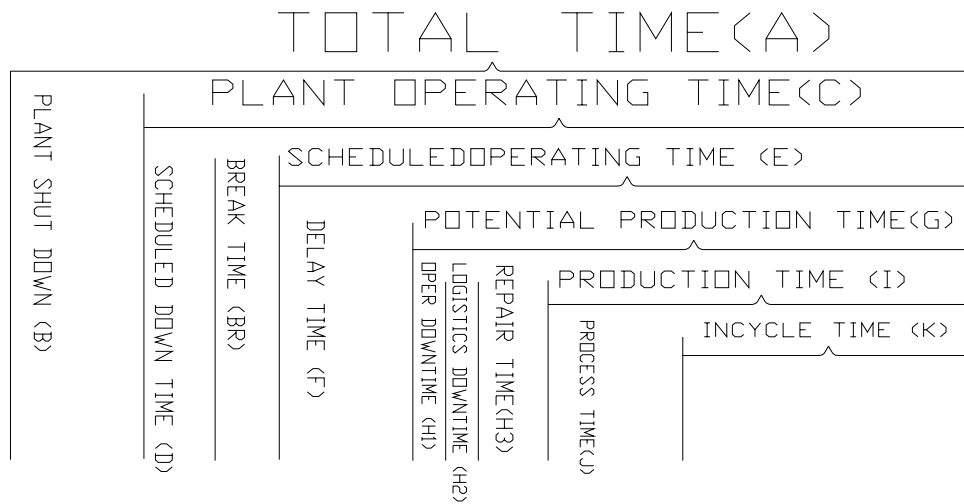 TOTAL TIME(A)
PLANT OPERATING TIME(C)
PLANT SHUT DOWN (B)
SCHEDULEDOPERATING TIME (E)
SCHEDULED DOWN TIME (D)
BREAK TIME (BR)
POTENTIAL PRODUCTION TIME(G)
DELAY TIME (F)
PRODUCTION TIME (I)
OPER DOWNTIME (H1)
LOGISTICS DOWNTIME (H2)
REPAIR TIME(H3)
INCYCLE TIME (K)
PROCESS TIME(J)